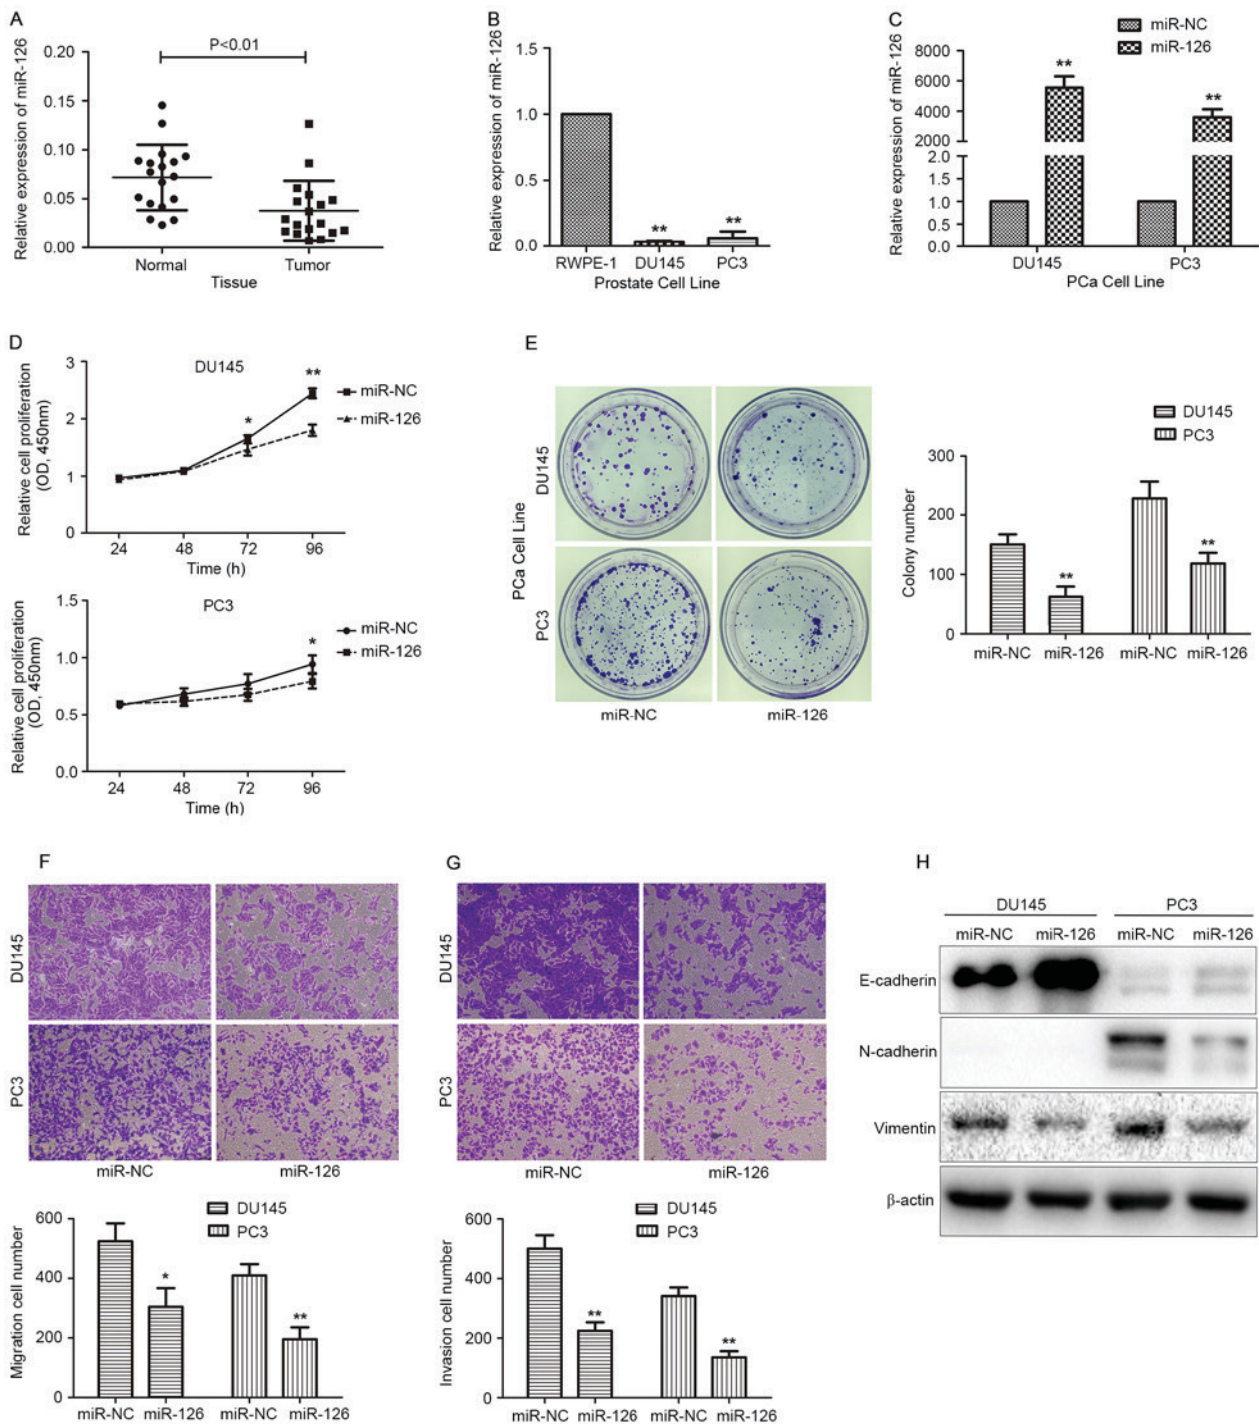 A
Relative expression of miR-126
0.20
0.15
0.10
0.05
0.00
P<0.01
Normal
Tumor
Tissue
B
Relative expression of miR-126
1.5
1.0
0.5
0.0
**
**
RWPE-1
DU145
PC3
Prostate Cell Line
C
miR-NC
miR-126
Relative expression of miR-126
8000
6000
4000
2000
2.0
1.5
1.0
0.5
0.0
**
**
DU145
PC3
PCa Cell Line
D
DU145
Relative cell proliferation
(OD, 450nm)
3
2
1
0
*
**
miR-NC
miR-126
24
48
72
96
Time (h)
PC3
Relative cell proliferation
(OD, 450nm)
1.5
1.0
0.5
0.0
*
miR-NC
miR-126
24
48
72
96
Time (h)
E
PCa Cell Line
DU145
PC3
miR-NC
miR-126
DU145
PC3
Colony number
300
200
100
0
**
**
miR-NC
miR-126
miR-NC
miR-126
F
DU145
PC3
miR-NC
miR-126
DU145
PC3
Migration cell number
600
400
200
0
*
**
miR-NC
miR-126
miR-NC
miR-126
G
DU145
PC3
miR-NC
miR-126
DU145
PC3
Invasion cell number
600
400
200
0
**
**
miR-NC
miR-126
miR-NC
miR-126
H
DU145
PC3
miR-NC
miR-126
miR-NC
miR-126
E-cadherin
N-cadherin
Vimentin
β-actin